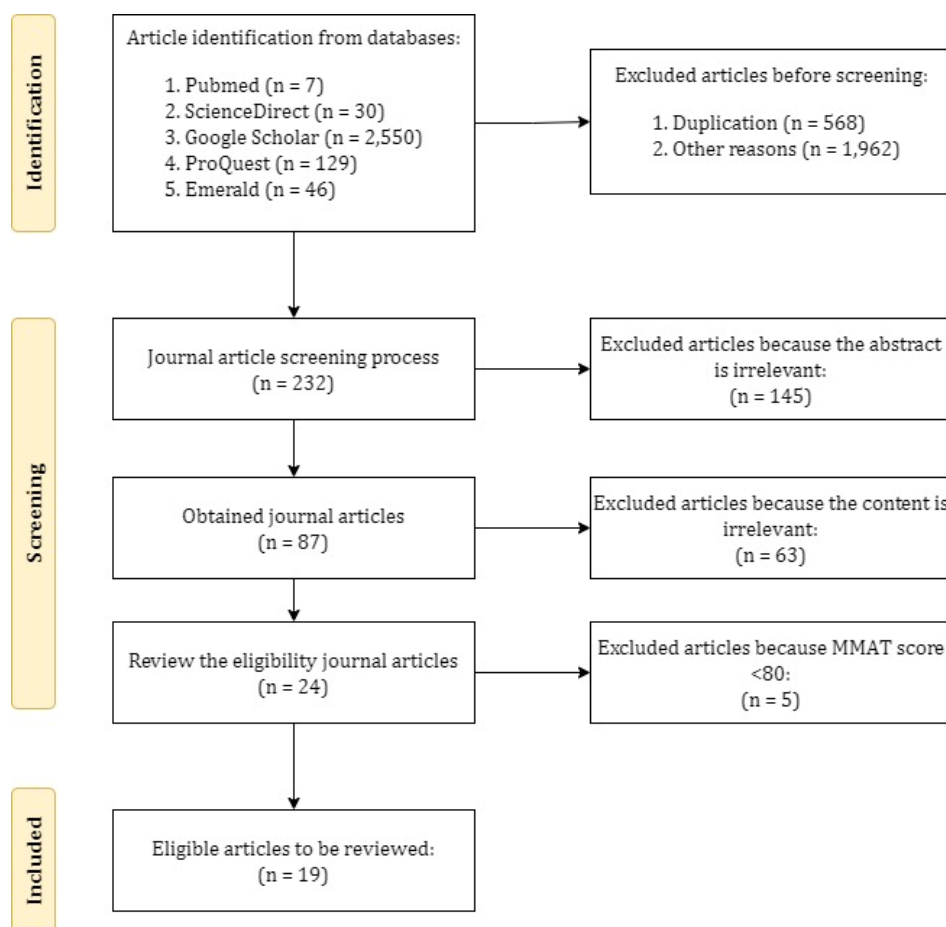 Identification
Article identification from databases:
1. Pubmed (n = 7)
2. ScienceDirect (n = 30)
3. Google Scholar (n = 2,550)
4. ProQuest (n = 129)
5. Emerald (n = 46)
Excluded articles before screening:
1. Duplication (n = 568)
2. Other reasons (n = 1,962)
Screening
Journal article screening process
(n = 232)
Excluded articles because the abstract
is irrelevant:
(n = 145)
Obtained journal articles
(n = 87)
Excluded articles because the content is
irrelevant:
(n = 63)
Review the eligibility journal articles
(n = 24)
Excluded articles because MMAT score
<80:
(n = 5)
Included
Eligible articles to be reviewed:
(n = 19)